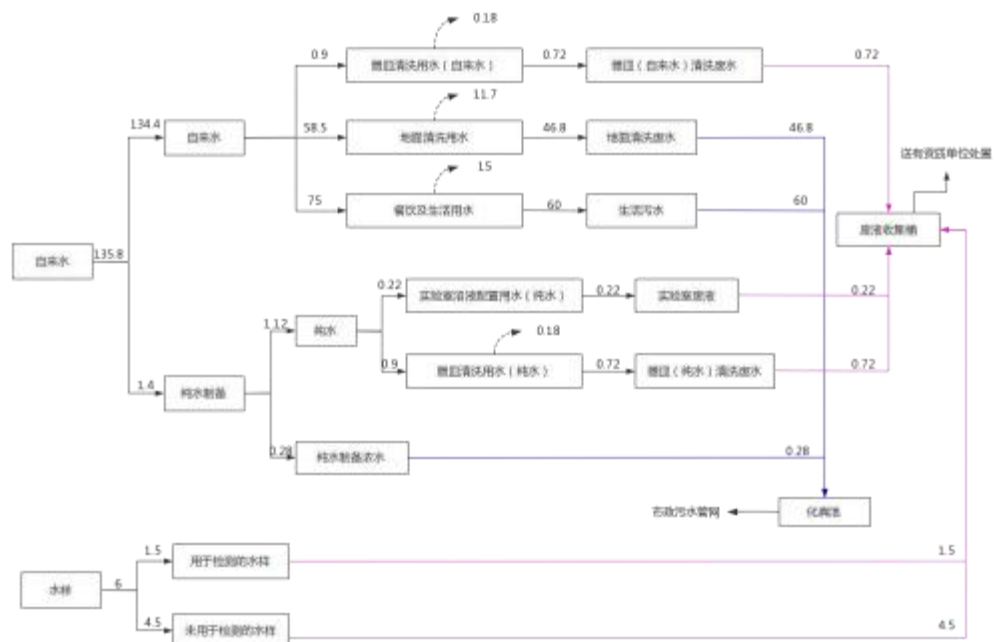 0.18
0.9
器皿清洗用水（自来水）
0.72
器皿（自来水）清洗废水
0.72
11.7
134.4
自来水
58.5
地面清洗用水
46.8
地面清洗废水
46.8
送有资质单位处置
15
75
餐饮及生活用水
60
生活污水
60
废液收集桶
自来水
135.8
0.22
实验室溶液配置用水（纯水）
0.22
实验室废液
0.22
1.12
纯水
0.18
0.9
器皿清洗用水（纯水）
0.72
器皿（纯水）清洗废水
0.72
1.4
纯水制备
0.28
纯水制备浓水
0.28
市政污水管网
化粪池
1.5
用于检测的水样
1.5
水样
6
4.5
未用于检测的水样
4.5